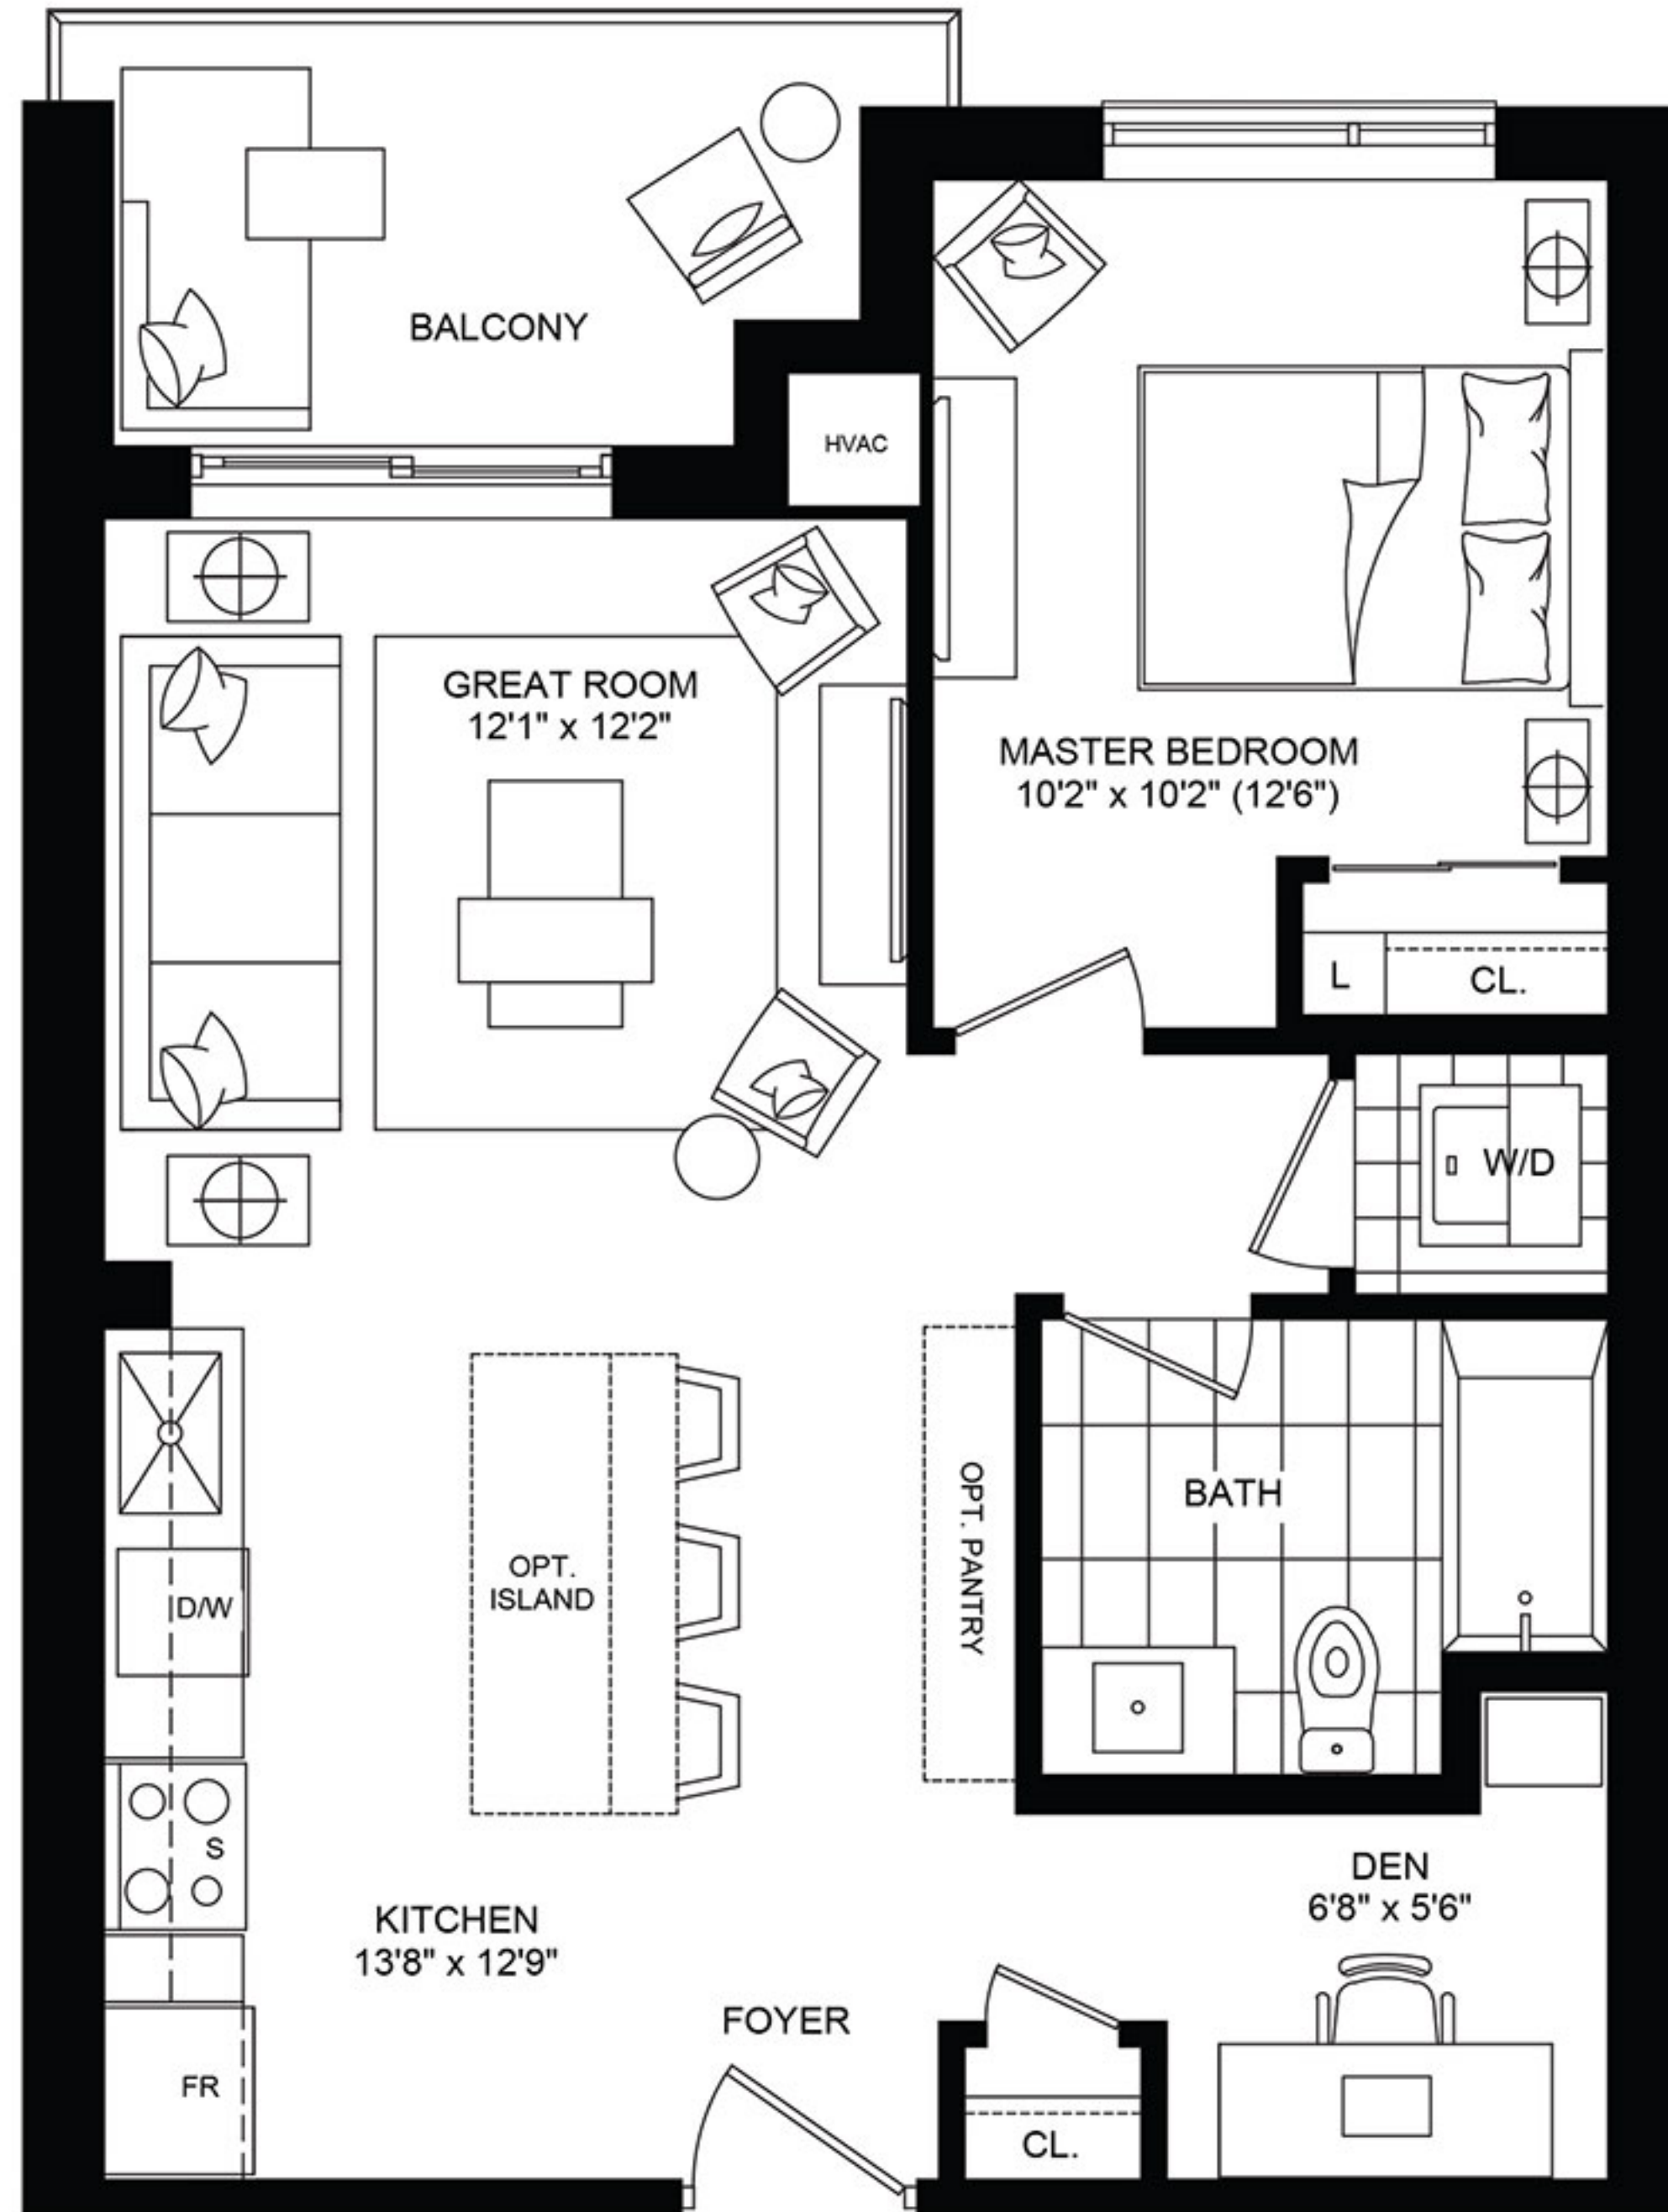 BALCONY
HVAC
GREAT ROOM
12'1" x 12'2"
MASTER BEDROOM
10'2" x 10'2" (12'6")
L
CL.
W/D
BATH
OPT. PANTRY
OPT.
ISLAND
D/W
S
DEN
6'8" x 5'6"
KITCHEN
13'8" x 12'9"
FOYER
FR
CL.